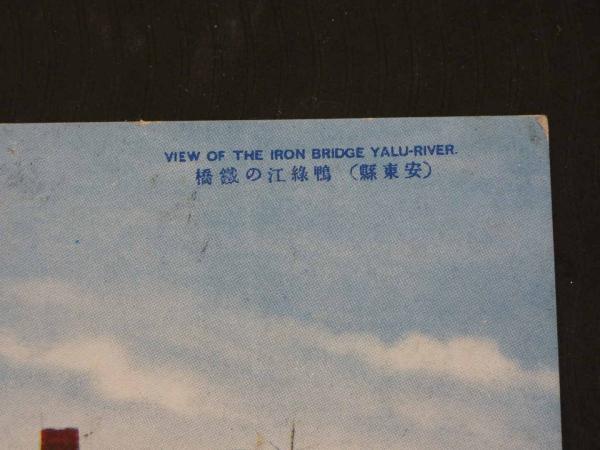 VIEW OF THE IRON BRIDGE YALU-RIVER.
（安東縣）鴨綠江の鐵橋